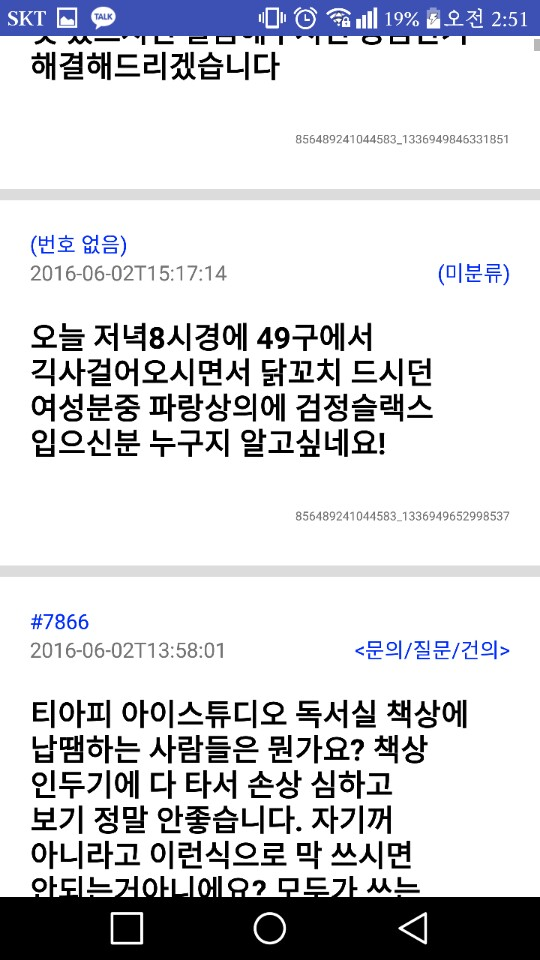 SKT TALK 19% 오전 2:51
해결해드리겠습니다
856489241044583_1336949846331851
(번호 없음)
2016-06-02T15:17:14 (미분류)
오늘 저녁8시경에 49구에서
긱사걸어오시면서 닭꼬치 드시던
여성분중 파랑상의에 검정슬랙스
입으신분 누구지 알고싶네요!
856489241044583_1336949652998537
#7866
2016-06-02T13:58:01 <문의/질문/건의>
티아피 아이스튜디오 독서실 책상에
납땜하는 사람들은 뭔가요? 책상
인두기에 다 타서 손상 심하고
보기 정말 안좋습니다. 자기꺼
아니라고 이런식으로 막 쓰시면
안되는거아니에요? 모두가 쓰는